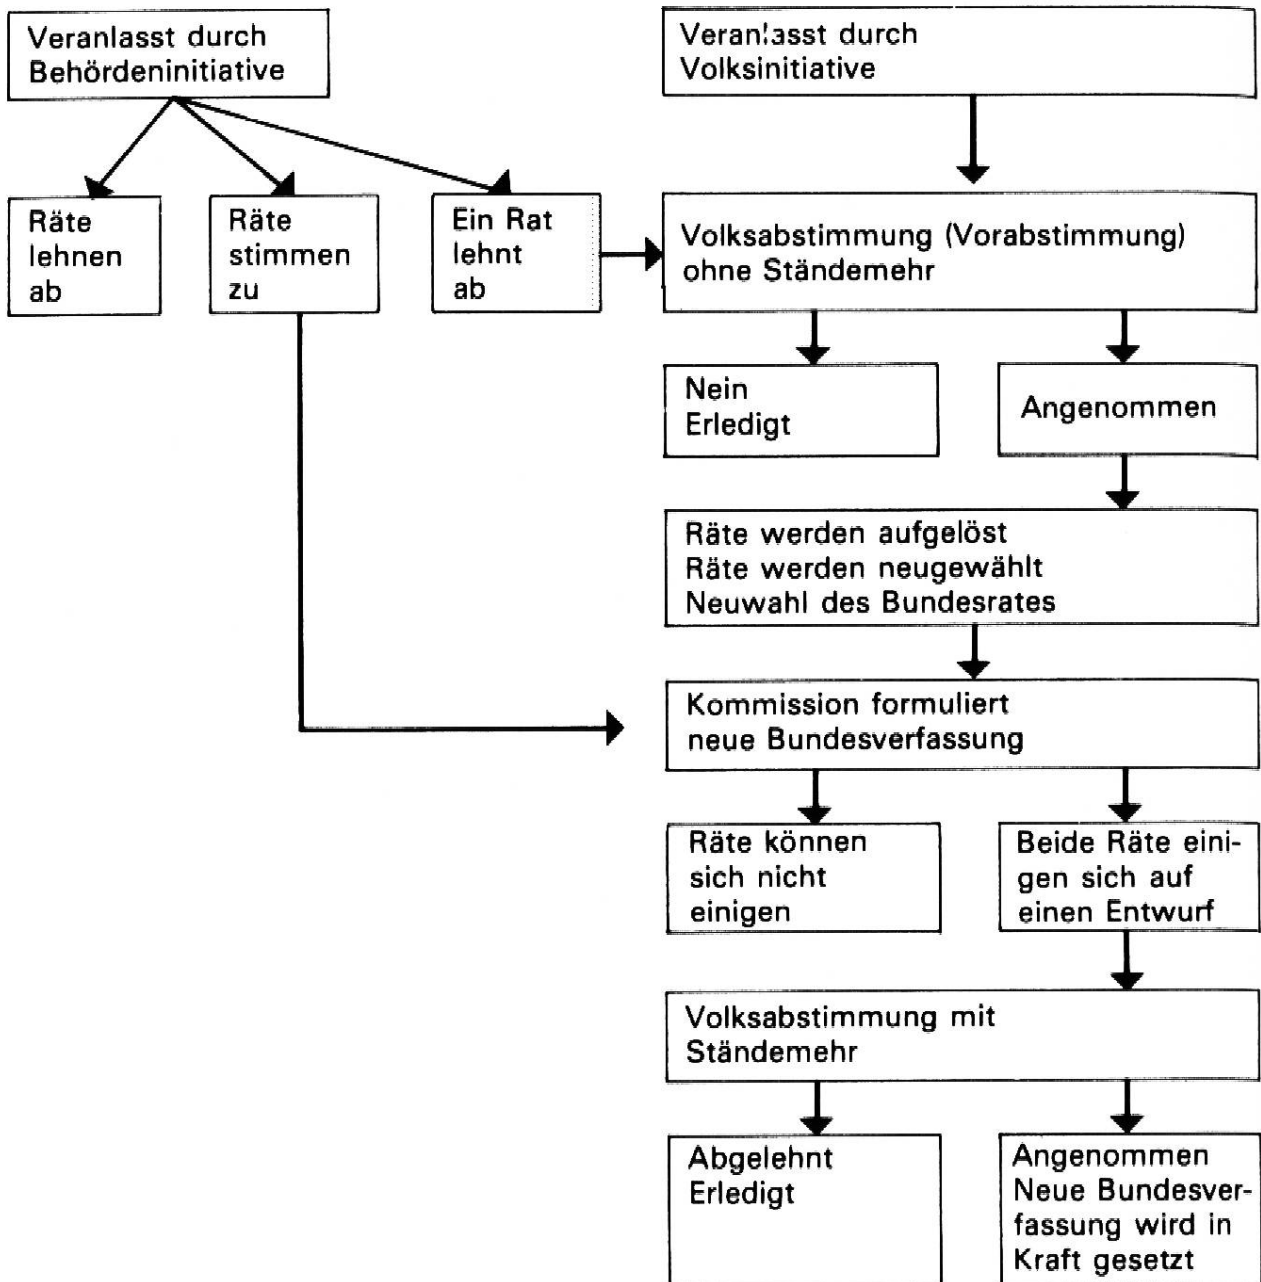 Veranlasst durch
Behördeninitiative
Veranlasst durch
Volksinitiative
Räte
lehnen
ab
Räte
stimmen
zu
Ein Rat
lehnt
ab
Volksabstimmung (Vorabstimmung)
ohne Ständemehr
Nein
Erledigt
Angenommen
Räte werden aufgelöst
Räte werden neugewählt
Neuwahl des Bundesrates
Kommission formuliert
neue Bundesverfassung
Räte können
sich nicht
einigen
Beide Räte eini-
gen sich auf
einen Entwurf
Volksabstimmung mit
Ständemehr
Abgelehnt
Erledigt
Angenommen
Neue Bundesver-
fassung wird in
Kraft gesetzt